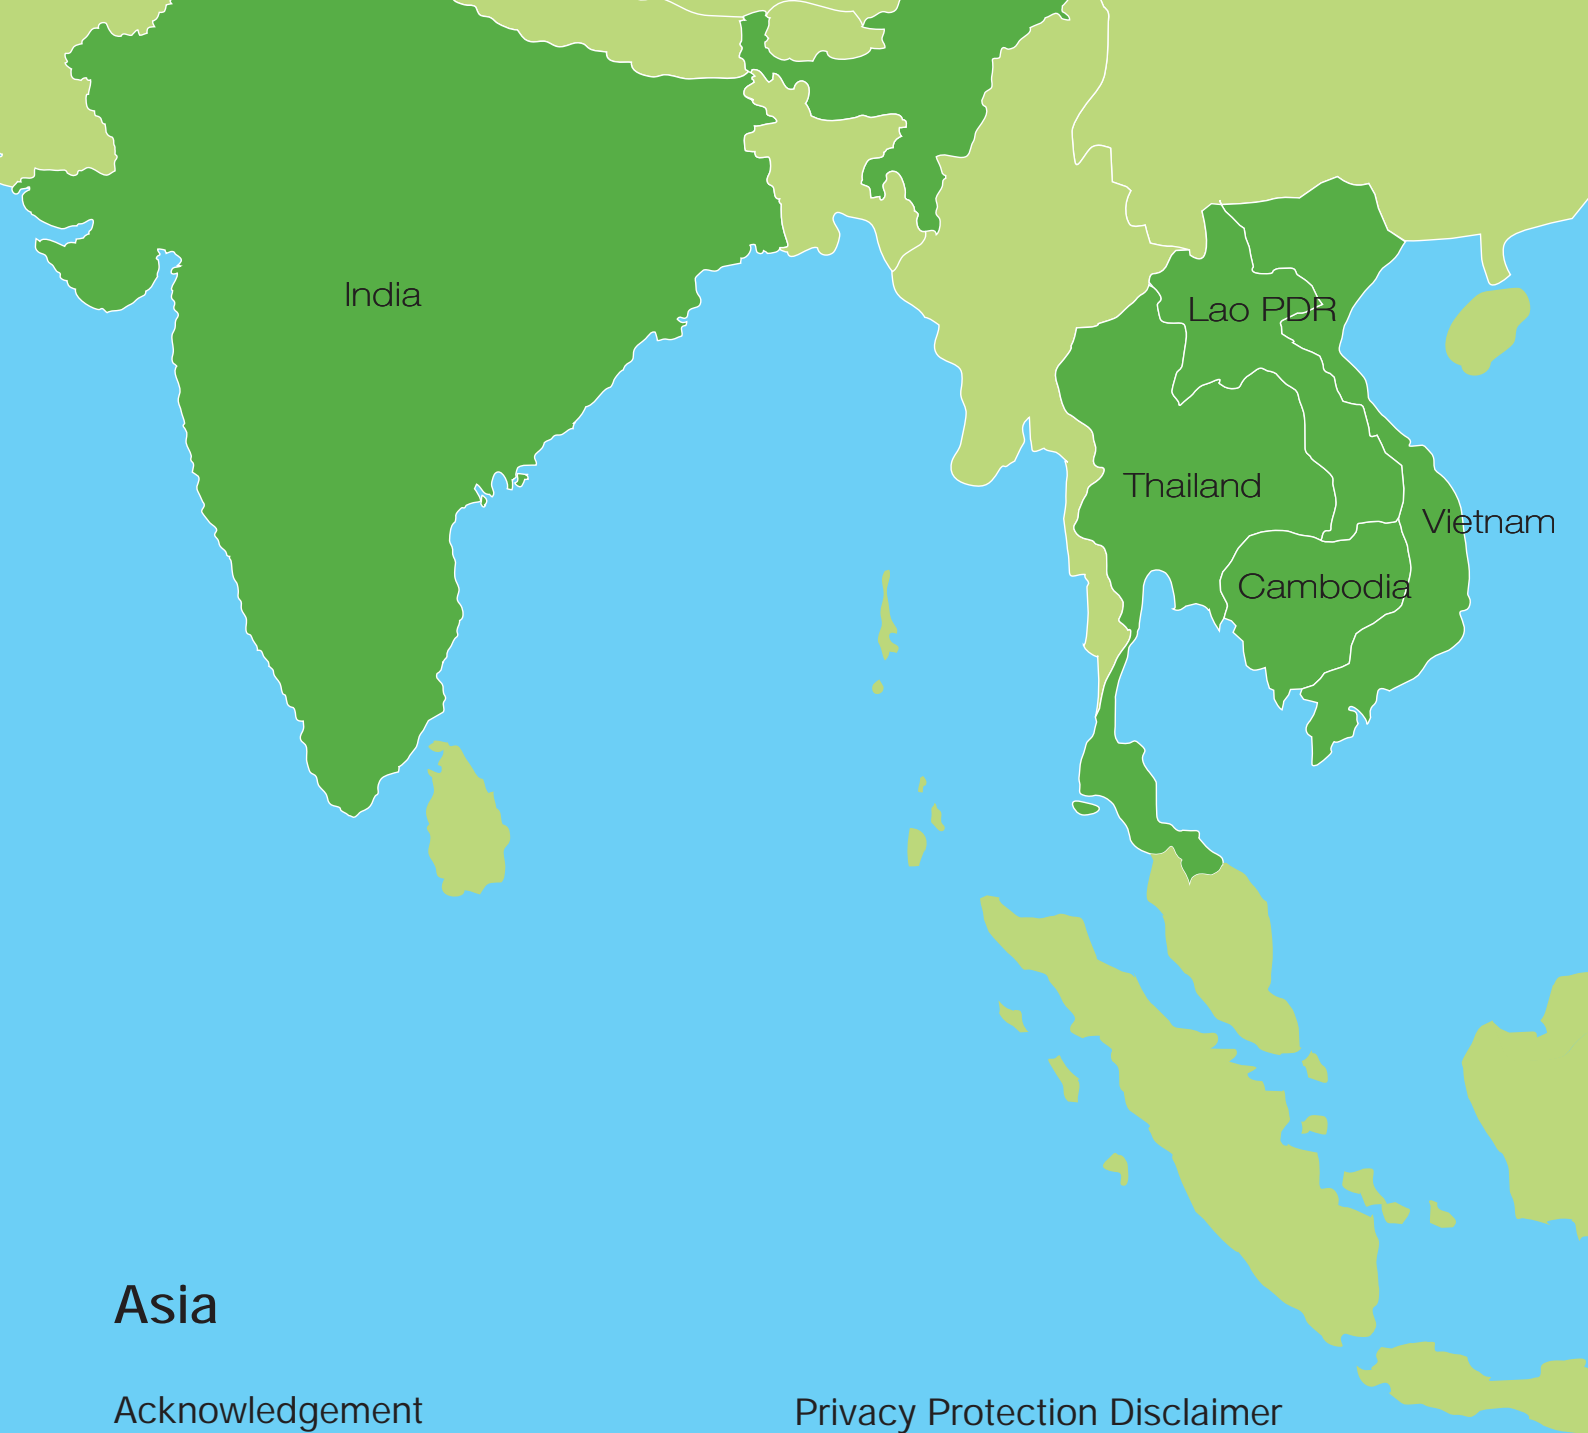 India
Lao PDR
Thailand
Vietnam
Cambodia
Asia
Acknowledgement
Privacy Protection Disclaimer